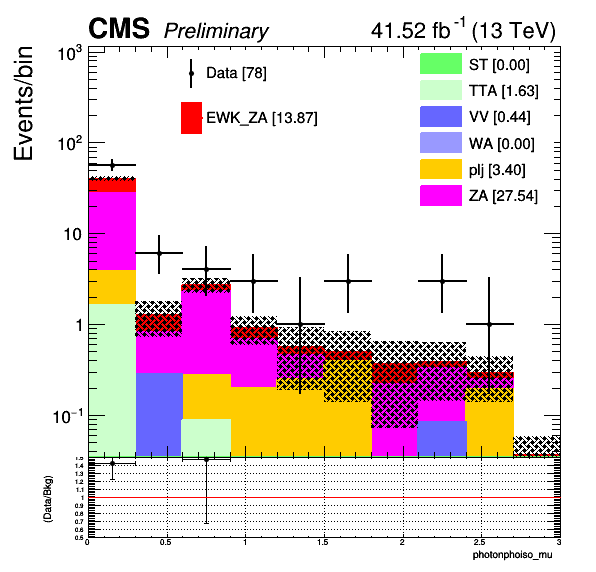 CMS Preliminary 41.52 fb⁻¹ (13 TeV)
Events/bin
10³
10²
10
1
10⁻¹
Data [78]
EWK_ZA [13.87]
ST [0.00]
TTA [1.63]
VV [0.44]
WA [0.00]
plj [3.40]
ZA [27.54]
(Data/Bkg)
1.5
1.4
1.3
1.2
1.1
1
0.9
0.8
0.7
0.6
0.5
0 0.5 1 1.5 2 2.5 3
photonphoiso_mu